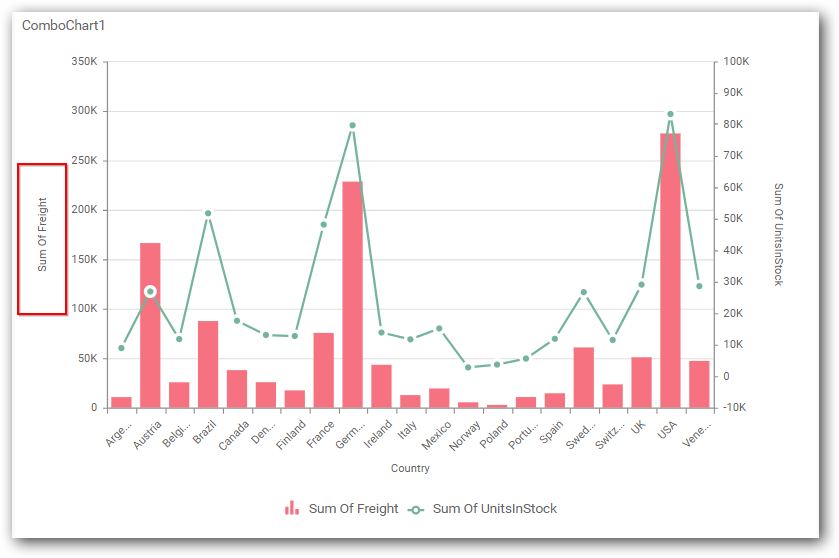 ComboChart1
350K
300K
250K
200K
150K
100K
50K
0
Sum Of Freight
100K
90K
80K
70K
60K
50K
40K
30K
20K
10K
0
-10K
Sum Of UnitsInStock
Arge...
Austria
Belgi...
Brazil
Canada
Den...
Finland
France
Germ...
Ireland
Italy
Mexico
Norway
Poland
Portu...
Spain
Swed...
Switz...
UK
USA
Vene...
Country
Sum Of Freight Sum Of UnitsInStock